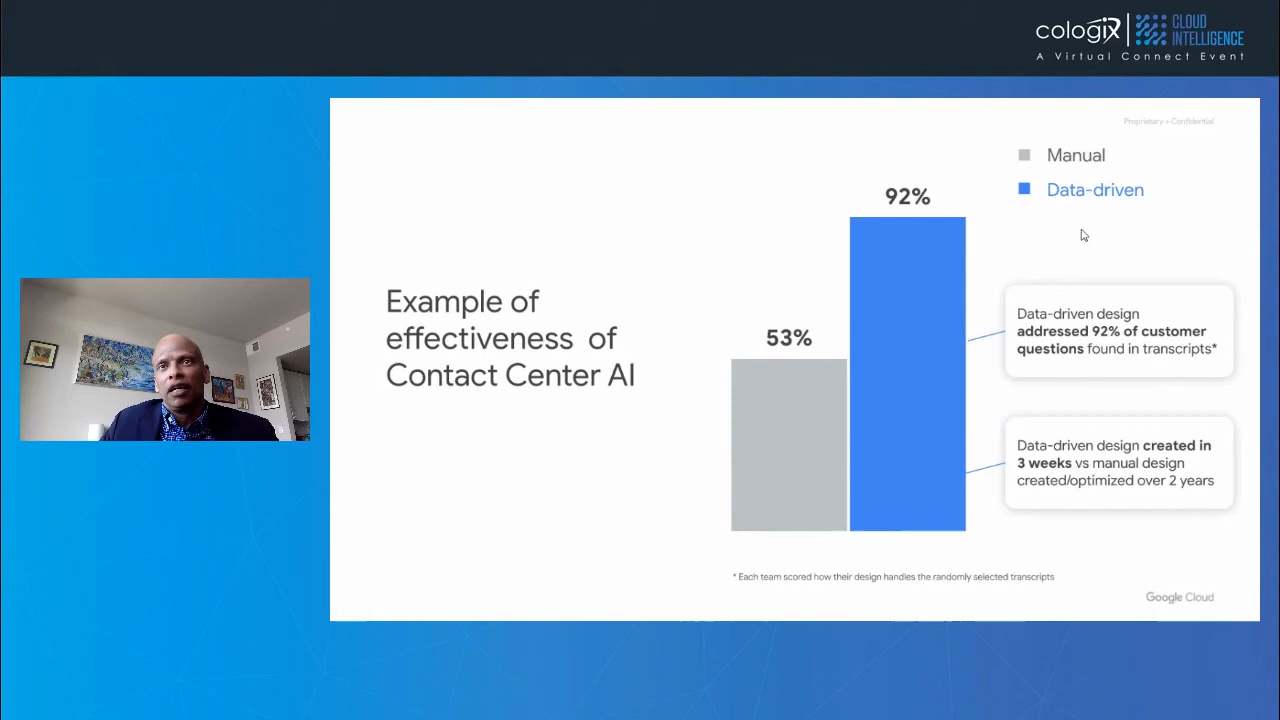 cologix
CLOUD
INTELLIGENCE
A Virtual Connect Event
Proprietary + Confidential
Manual
Data-driven
92%
53%
Example of
effectiveness of
Contact Center AI
Data-driven design
addressed 92% of customer
questions found in transcripts*
Data-driven design created in
3 weeks vs manual design
created/optimized over 2 years
* Each team scored how their design handles the randomly selected transcripts
Google Cloud